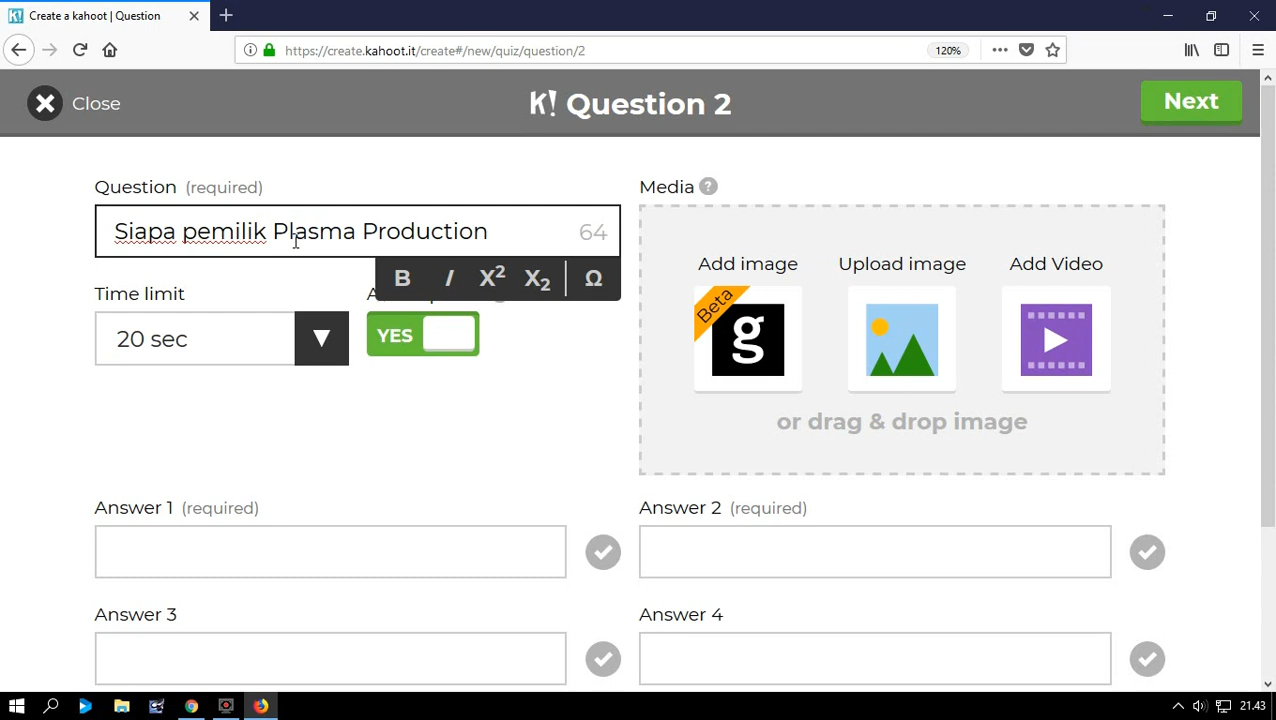 Create a kahoot | Question
https://create.kahoot.it/create#/new/quiz/question/2
120%
Close
K! Question 2
Next
Question (required)
Media ?
Siapa pemilik Plasma Production 64
B I X² X₂ Ω
Time limit
20 sec
YES
Add image
Upload image
Add Video
Beta
g
or drag & drop image
Answer 1 (required)
Answer 2 (required)
Answer 3
Answer 4
21.43